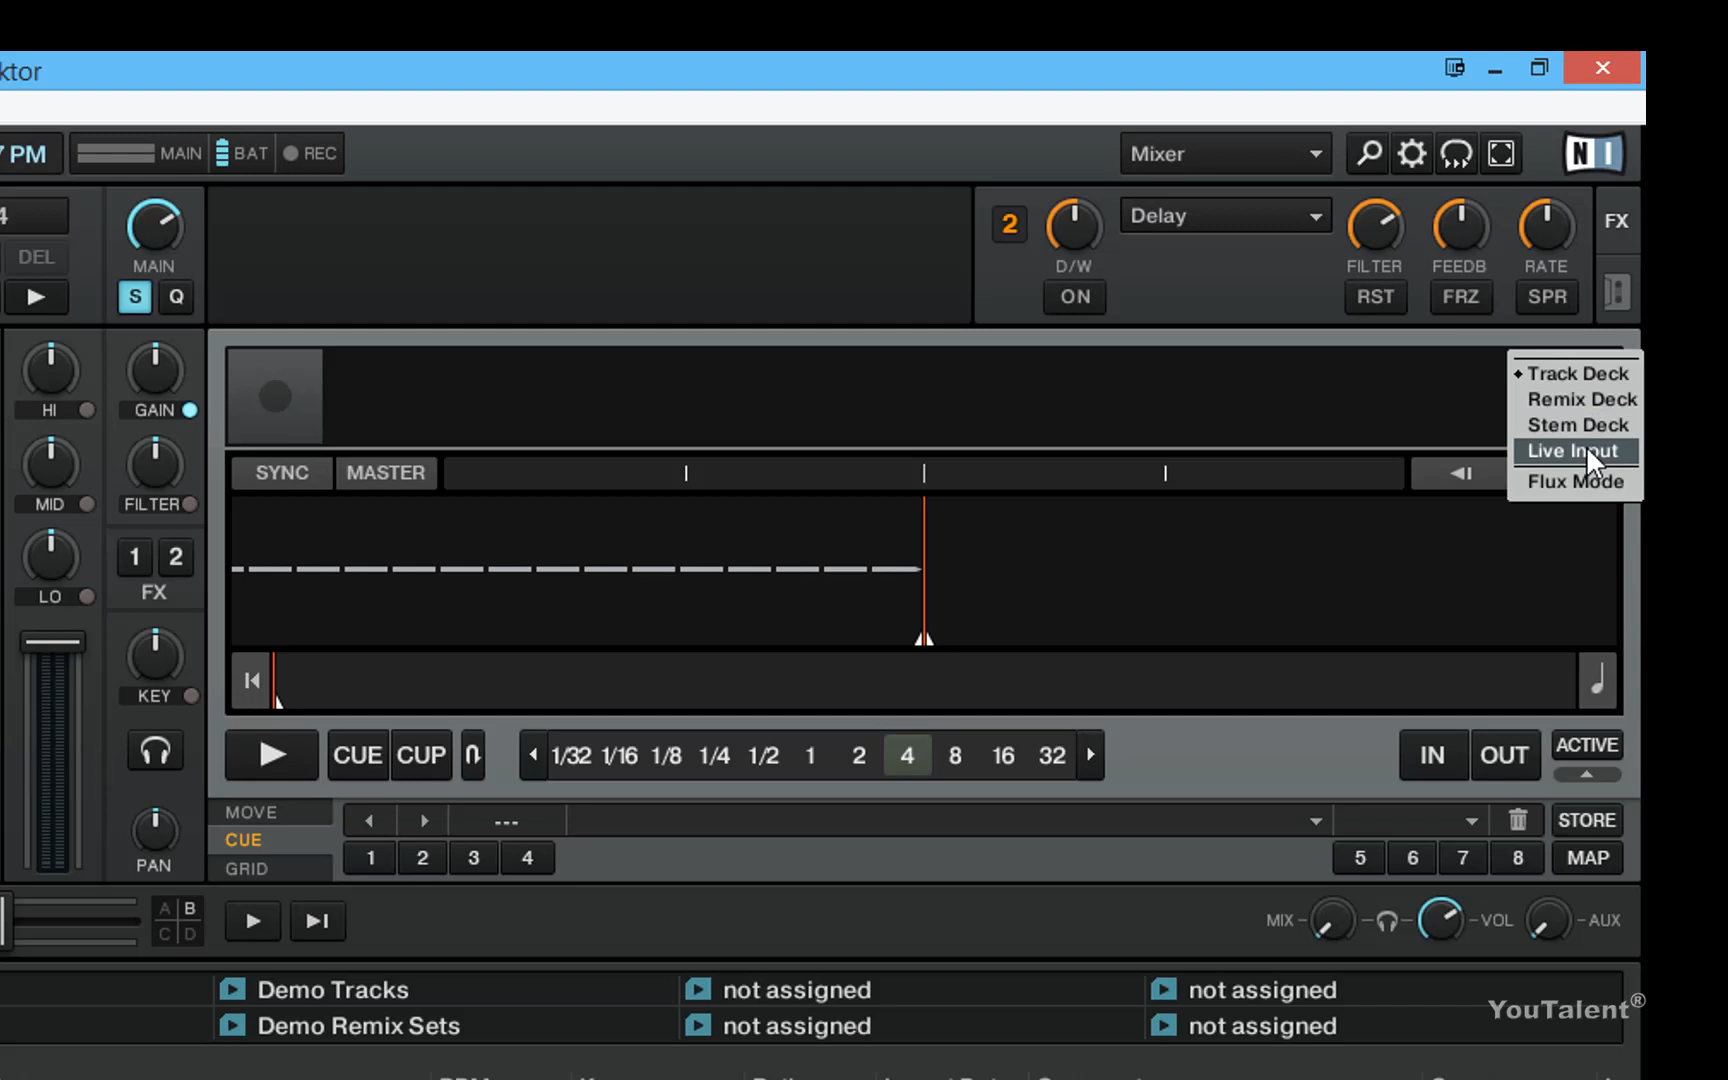 ktor
7 PM
MAIN
BAT
REC
Mixer
NI
4
DEL
MAIN
S Q
2
D/W
ON
Delay
FILTER FEEDB RATE
RST FRZ SPR
FX
HI
GAIN
MID
FILTER
LO
1 2
FX
KEY
PAN
Track Deck
Remix Deck
Stem Deck
Live Input
Flux Mode
SYNC MASTER
CUE CUP
1/32 1/16 1/8 1/4 1/2 1 2 4 8 16 32
IN OUT ACTIVE
MOVE
CUE
GRID
---
STORE
1 2 3 4
5 6 7 8 MAP
A B
C D
MIX VOL AUX
Demo Tracks not assigned not assigned
Demo Remix Sets not assigned not assigned
YouTalent®